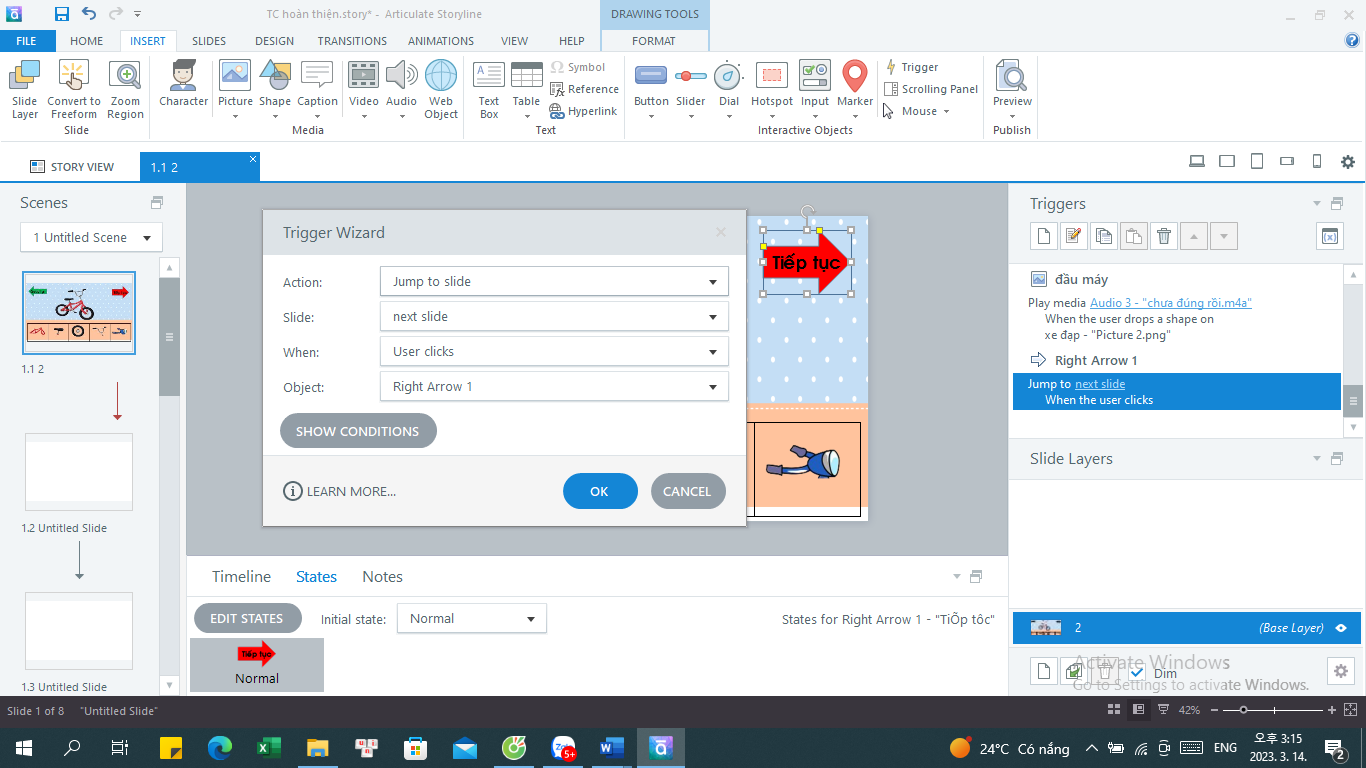 TC hoàn thiện.story* - Articulate Storyline
DRAWING TOOLS
FILE HOME INSERT SLIDES DESIGN TRANSITIONS ANIMATIONS VIEW HELP FORMAT
Slide Layer
Convert to Freeform
Zoom Region
Slide
Character
Picture
Shape
Caption
Video
Audio
Web Object
Media
Text Box
Table
Symbol
Reference
Hyperlink
Text
Button
Slider
Dial
Hotspot
Input
Marker
Trigger
Scrolling Panel
Mouse
Interactive Objects
Preview
Publish
STORY VIEW
1.1 2
Scenes
1 Untitled Scene
1.1 2
1.2 Untitled Slide
1.3 Untitled Slide
Trigger Wizard
Action: Jump to slide
Slide: next slide
When: User clicks
Object: Right Arrow 1
SHOW CONDITIONS
LEARN MORE...
OK
CANCEL
Tiếp tục
Timeline States Notes
EDIT STATES
Initial state: Normal
States for Right Arrow 1 - "TiÕp tôc"
Tiếp tục
Normal
Triggers
đầu máy
Play media Audio 3 - "chưa đúng rồi.m4a"
When the user drops a shape on
xe đạp - "Picture 2.png"
Right Arrow 1
Jump to next slide
When the user clicks
Slide Layers
2 (Base Layer)
Dim
Activate Windows
Go to Settings to activate Windows.
Slide 1 of 8 "Untitled Slide"
42%
5+
24°C Có nắng
ENG
오후 3:15
2023. 3. 14.
2